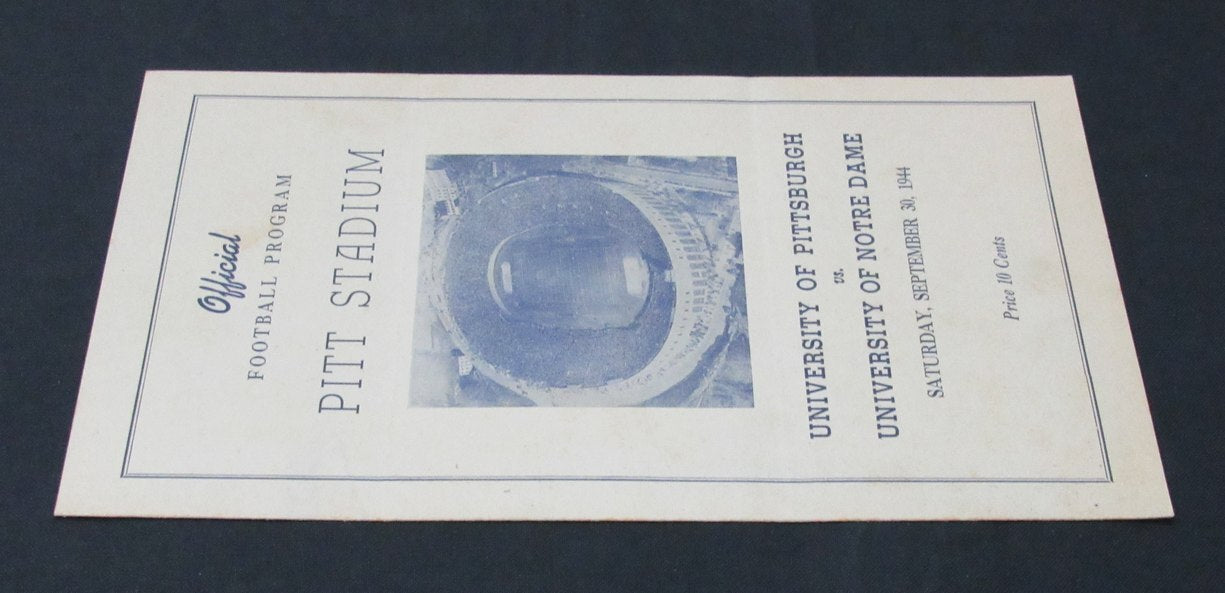 Official
FOOTBALL PROGRAM
PITT STADIUM
UNIVERSITY OF PITTSBURGH
vs.
UNIVERSITY OF NOTRE DAME
SATURDAY, SEPTEMBER 30, 1944
Price 10 Cents